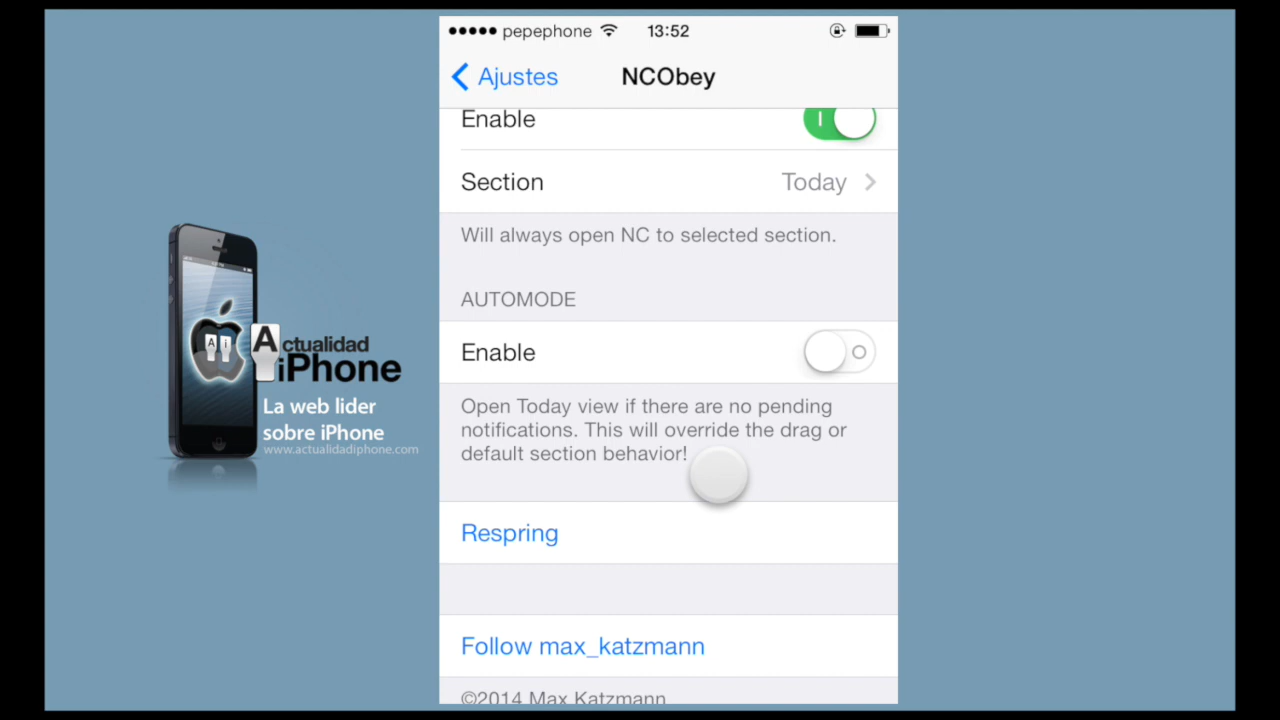 pepephone 13:52
Ajustes NCObey
Enable
Section Today
Will always open NC to selected section.
AUTOMODE
Enable
Open Today view if there are no pending
notifications. This will override the drag or
default section behavior!
Respring
Follow max_katzmann
©2014 Max Katzmann
A i
Actualidad
iPhone
La web lider
sobre iPhone
www.actualidadiphone.com